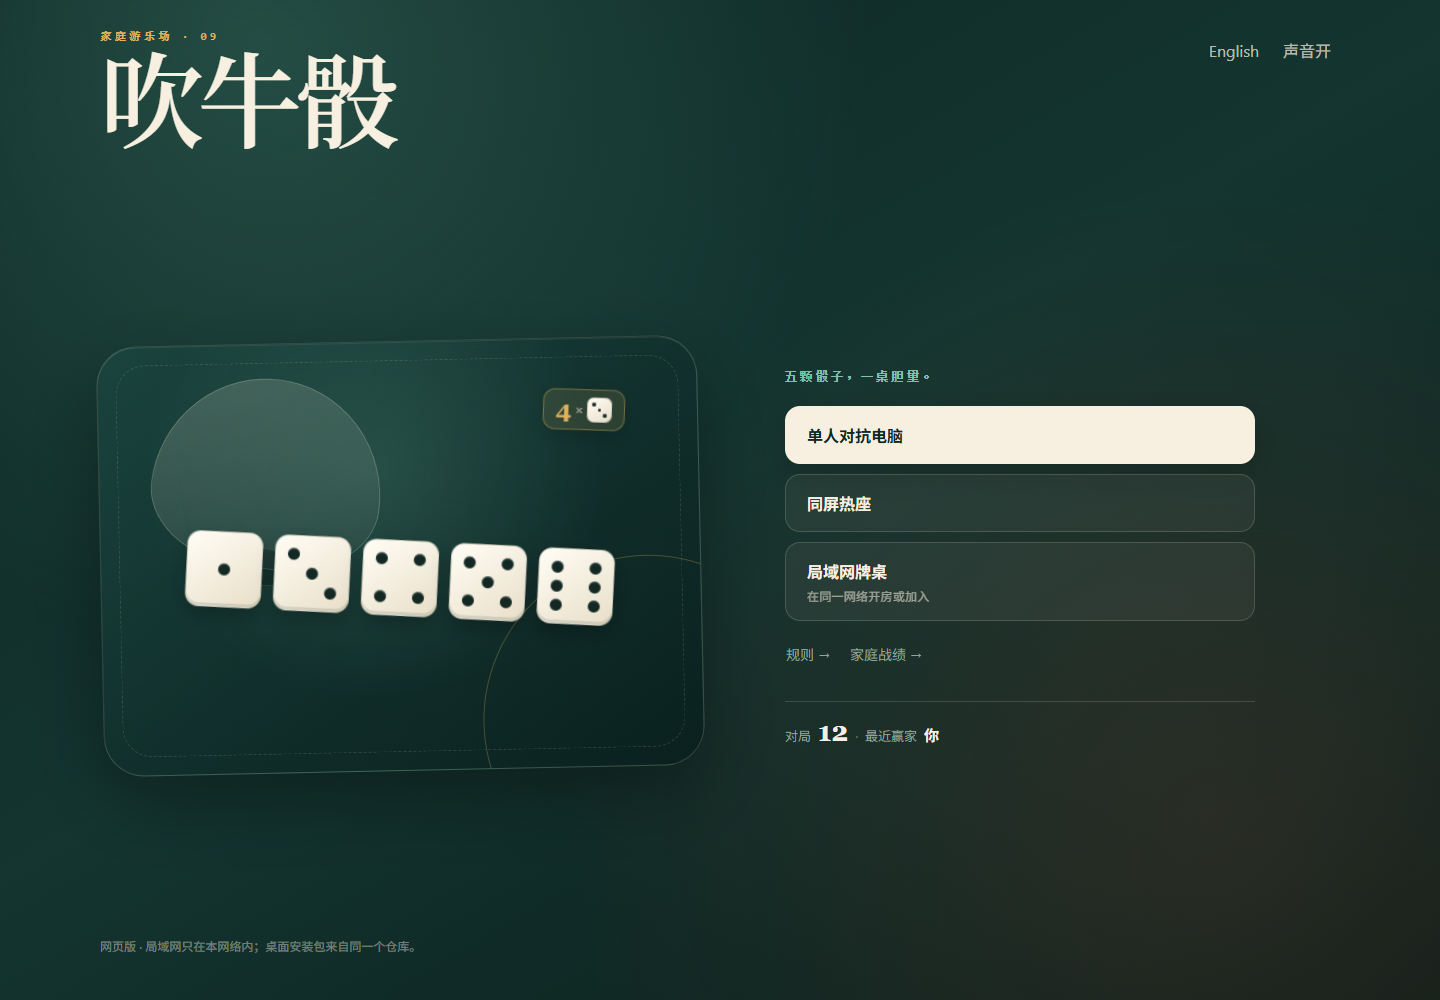 家庭游乐场 · 09
吹牛骰
English 声音开
4 ×
五颗骰子，一桌胆量。
单人对抗电脑
同屏热座
局域网牌桌
在同一网络开房或加入
规则 → 家庭战绩 →
对局 12 · 最近赢家 你
网页版 · 局域网只在本网络内；桌面安装包来自同一个仓库。